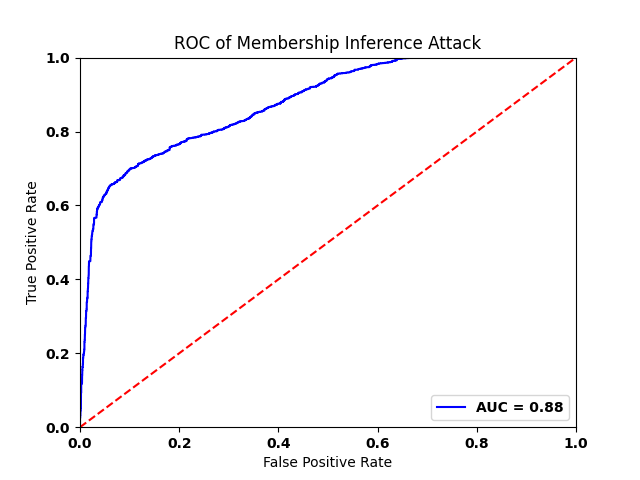 ROC of Membership Inference Attack
1.0
0.8
0.6
0.4
0.2
0.0
True Positive Rate
AUC = 0.88
0.0 0.2 0.4 0.6 0.8 1.0
False Positive Rate